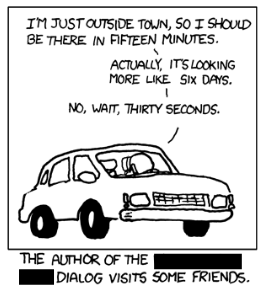 I'M JUST OUTSIDE TOWN, SO I SHOULD
BE THERE IN FIFTEEN MINUTES.
ACTUALLY, IT'S LOOKING
MORE LIKE SIX DAYS.
NO, WAIT, THIRTY SECONDS.
THE AUTHOR OF THE
DIALOG VISITS SOME FRIENDS.